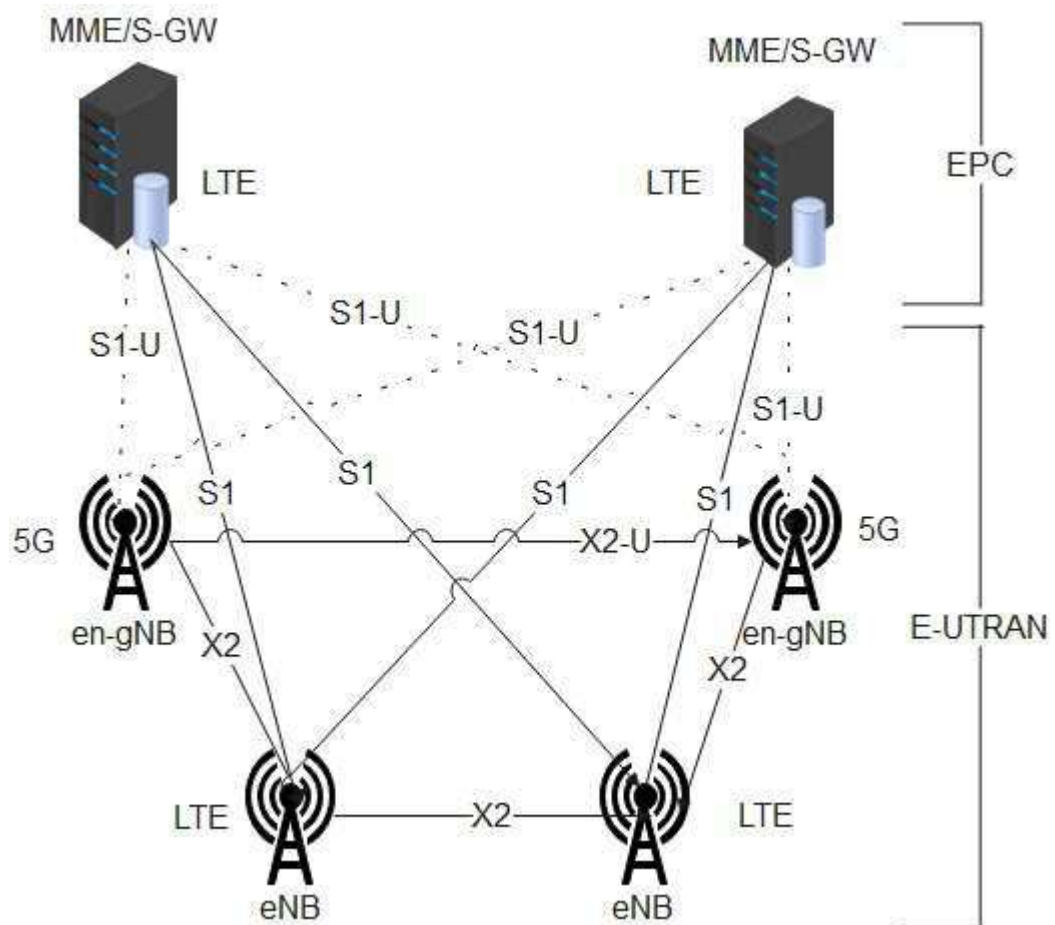 MME/S-GW
MME/S-GW
LTE
LTE
EPC
S1-U
S1-U
S1-U
S1-U
S1
S1
S1
S1
5G
X2-U
5G
en-gNB
en-gNB
E-UTRAN
X2
X2
LTE
X2
LTE
eNB
eNB